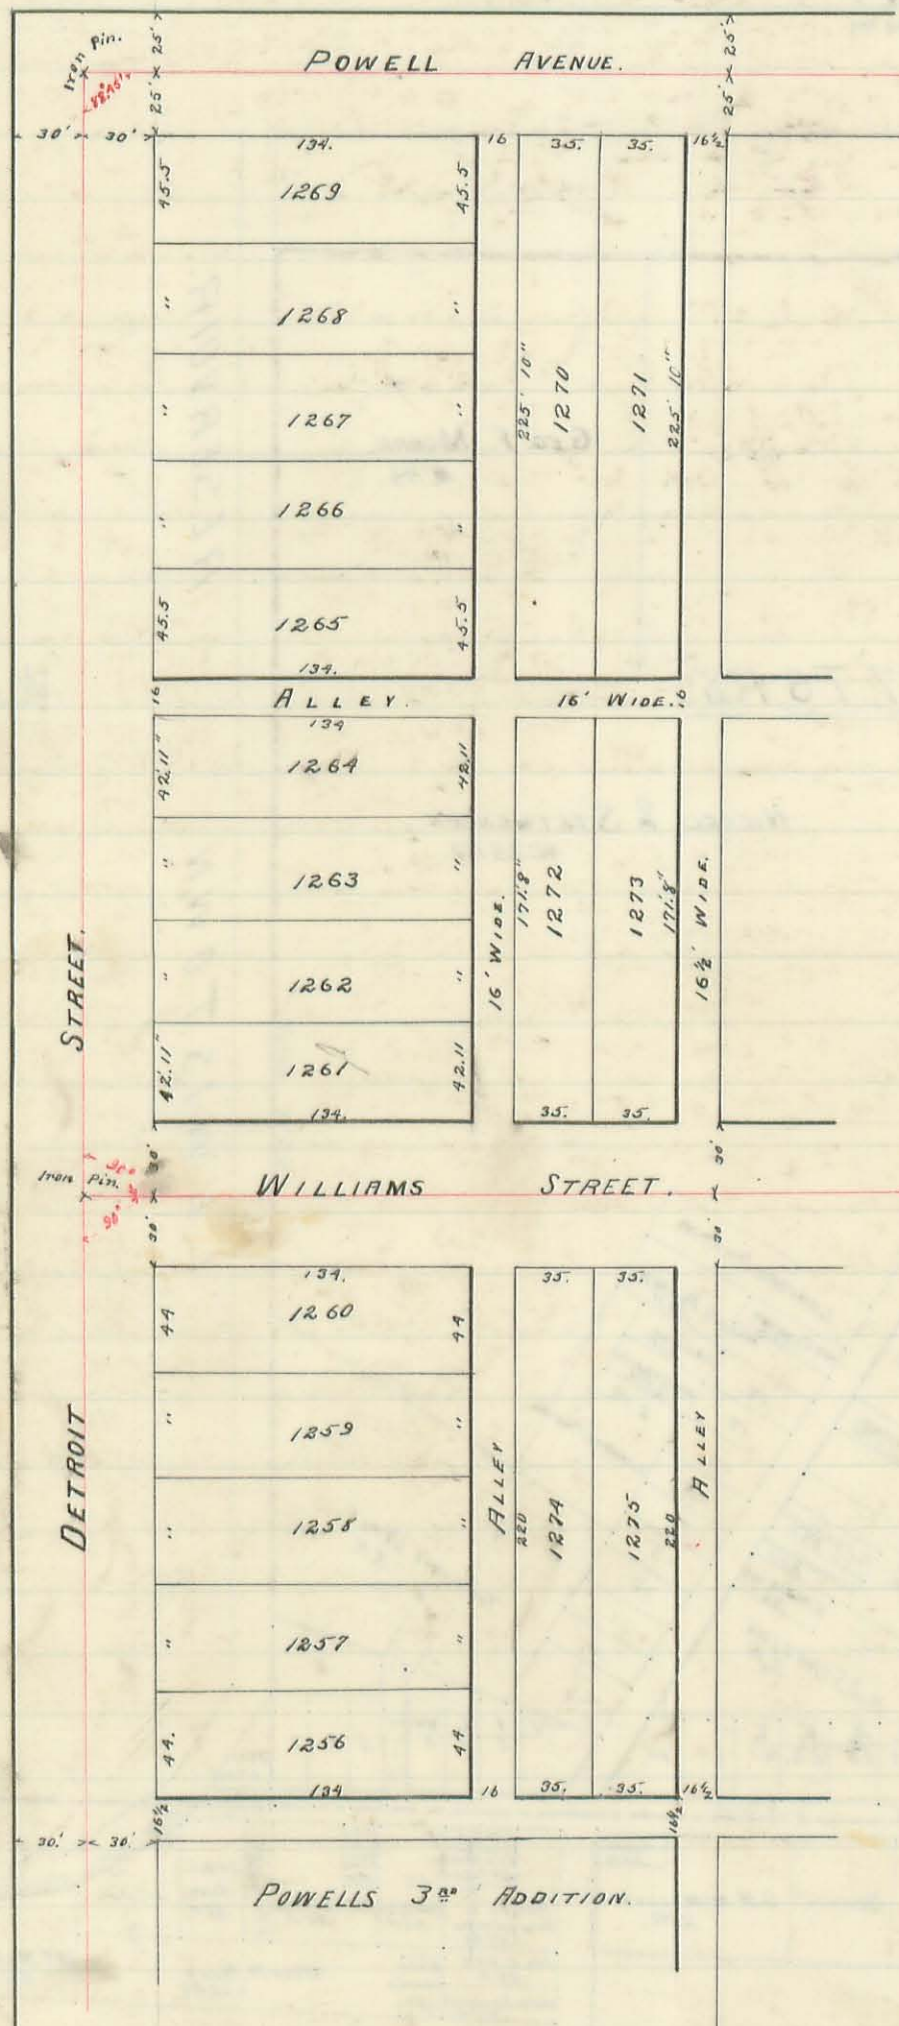 Iron Pin.
25' 25'
POWELL AVENUE.
25' 25'
88°45'
30' 30'
134.
16
35. 35.
16½
45.5 1269 45.5
" 1268 "
" 1267 "
225' 10" 1270
1271 225' 10"
" 1266 "
45.5 1265 45.5
134.
16 ALLEY. 16' WIDE. 16
134
42'.11" 1264 42.11
" 1263 "
171'.8" 1272
1273 171'.8"
16' WIDE.
16½' WIDE.
" 1262 "
42'.11" 1261 42.11
134.
35. 35.
STREET.
30' 30'
Iron Pin.
90°
90°
WILLIAMS STREET.
30' 30'
134.
35. 35.
44 1260 44
" 1259 "
DETROIT
ALLEY
ALLEY
" 1258 "
220 1274
1275 220
" 1257 "
44. 1256 44
134
16
35. 35.
16½
16½ 16½
30' 30'
POWELLS 3RD ADDITION.